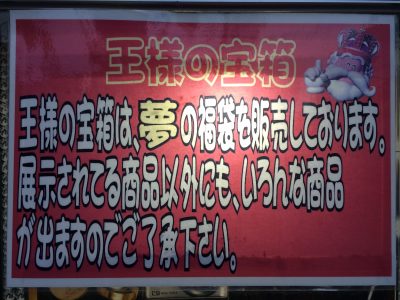 王様の宝箱
王様の宝箱は、夢の福袋を販売しております。
展示されてる商品以外にも、いろんな商品
が出ますのでご了承下さい。